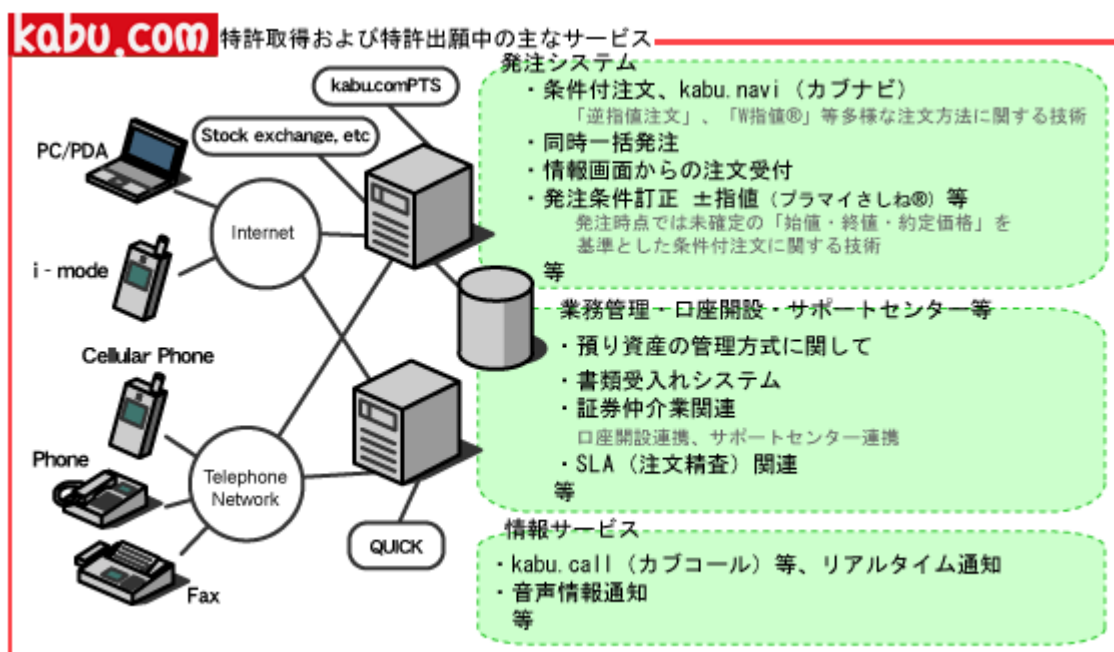 kabu.com 特許取得および特許出願中の主なサービス
kabu.comPTS
Stock exchange, etc
PC/PDA
Internet
i-mode
Cellular Phone
Phone
Telephone
Network
QUICK
Fax
発注システム
・条件付注文、kabu.navi（カブナビ）
「逆指値注文」、「W指値®」等多様な注文方法に関する技術
・同時一括発注
・情報画面からの注文受付
・発注条件訂正 ±指値（プラマイさしね®）等
発注時点では未確定の「始値・終値・約定価格」を
基準とした条件付注文に関する技術
等
業務管理・口座開設・サポートセンター等
・預り資産の管理方式に関して
・書類受入れシステム
・証券仲介業関連
口座開設連携、サポートセンター連携
・SLA（注文精査）関連
等
情報サービス
・kabu.call（カブコール）等、リアルタイム通知
・音声情報通知
等